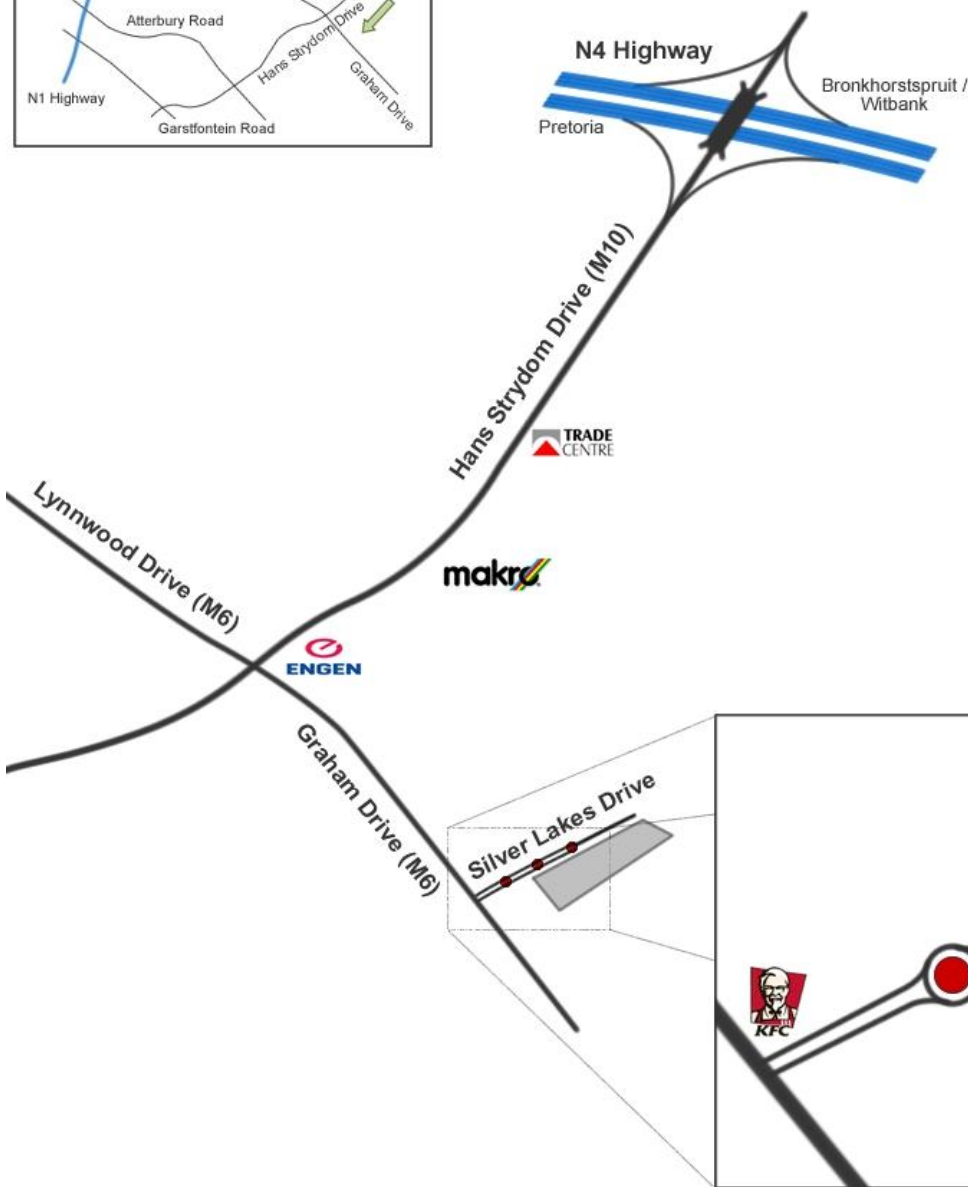 Atterbury Road
Hans Strydom Drive
Graham Drive
N1 Highway
Garstfontein Road
N4 Highway
Bronkhorstspruit /
Witbank
Pretoria
Hans Strydom Drive (M10)
TRADE
CENTRE
Lynnwood Drive (M6)
makro
ENGEN
Graham Drive (M6)
Silver Lakes Drive
KFC